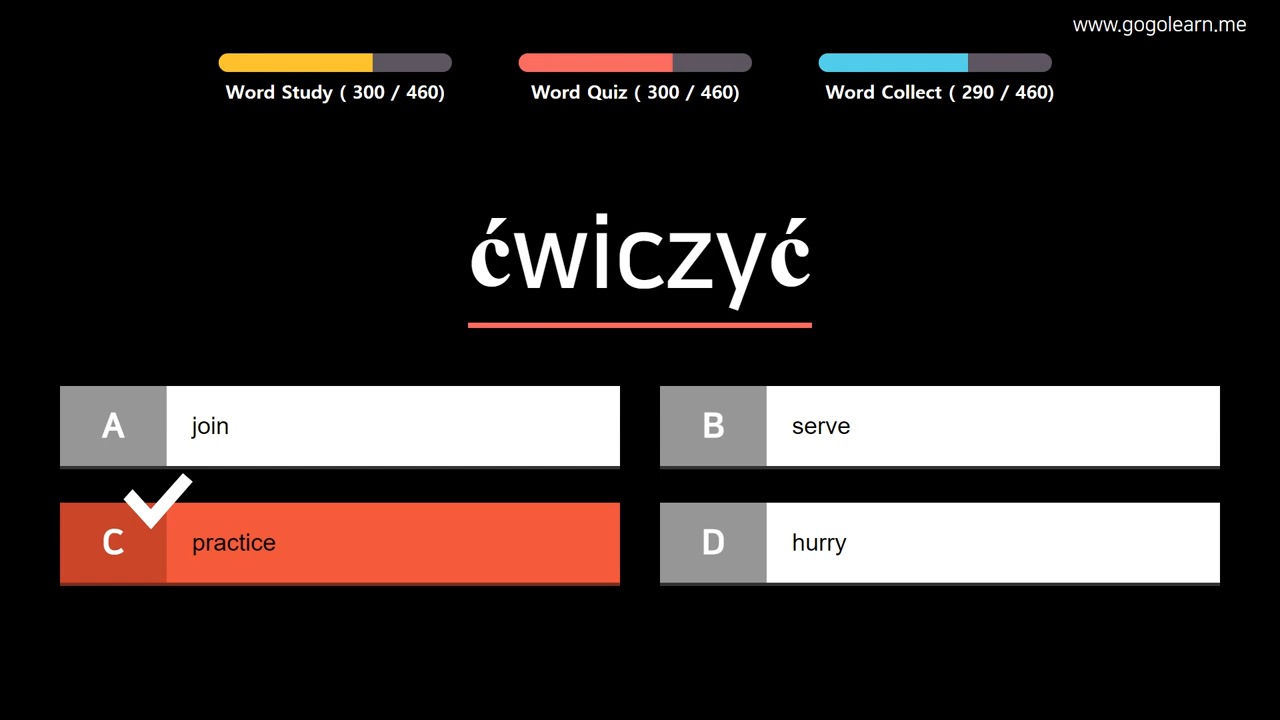 www.gogolearn.me
Word Study ( 300 / 460)
Word Quiz ( 300 / 460)
Word Collect ( 290 / 460)
ćwiczyć
A join
B serve
C practice
D hurry